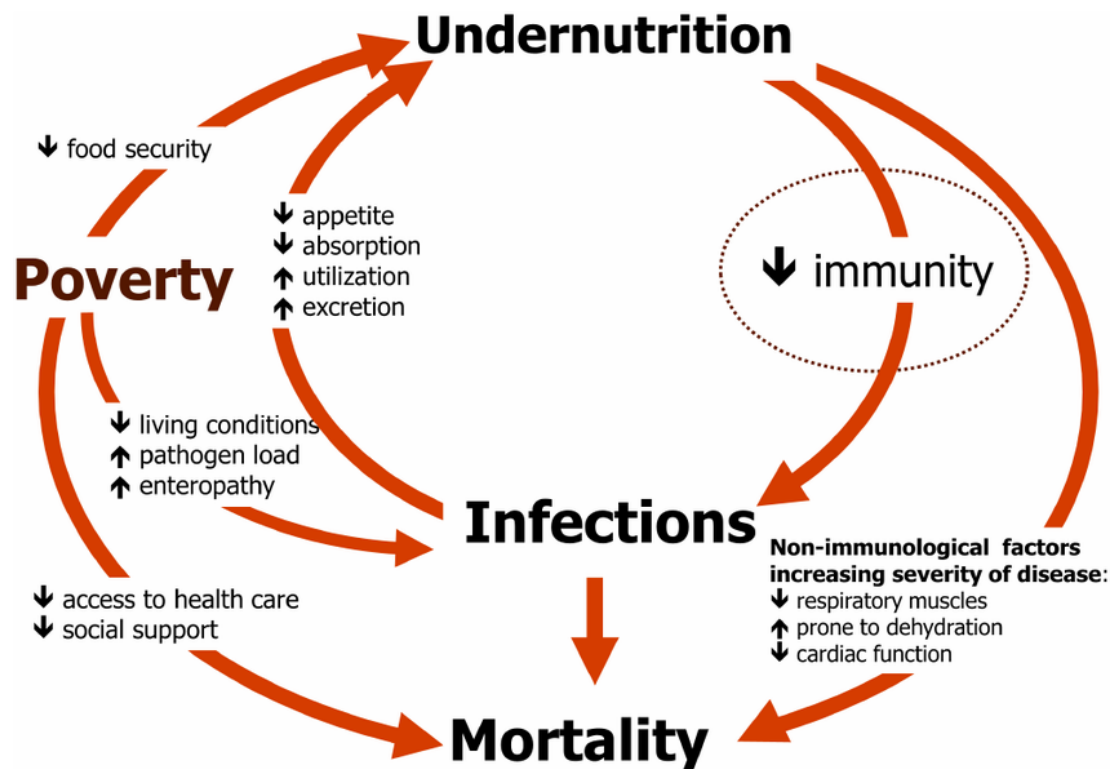 Undernutrition
↓ food security
↓ appetite
↓ absorption
↑ utilization
↑ excretion
↓ immunity
Poverty
↓ living conditions
↑ pathogen load
↑ enteropathy
Infections
Non-immunological factors
increasing severity of disease:
↓ respiratory muscles
↑ prone to dehydration
↓ cardiac function
↓ access to health care
↓ social support
Mortality